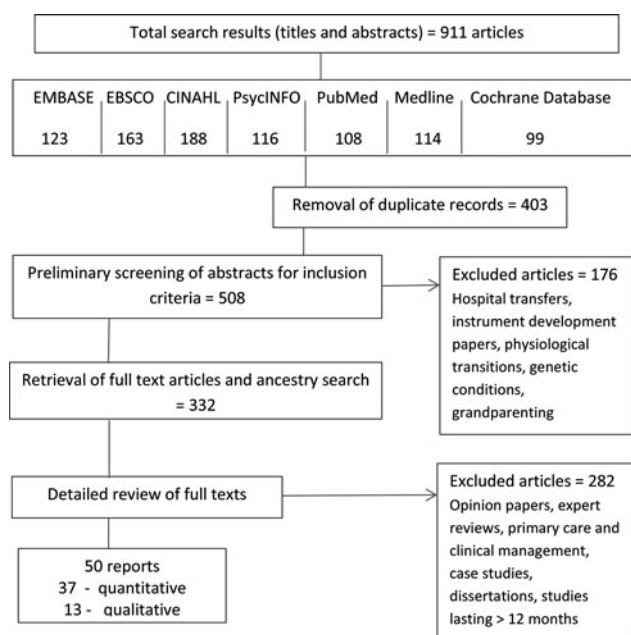 Total search results (titles and abstracts) = 911 articles
EMBASE EBSCO CINAHL PsycINFO PubMed Medline Cochrane Database
123 163 188 116 108 114 99
Removal of duplicate records = 403
Preliminary screening of abstracts for inclusion
criteria = 508
Excluded articles = 176
Hospital transfers,
instrument development
papers, physiological
transitions, genetic
conditions,
grandparenting
Retrieval of full text articles and ancestry search
= 332
Detailed review of full texts
Excluded articles = 282
Opinion papers, expert
reviews, primary care and
clinical management,
case studies,
dissertations, studies
lasting > 12 months
50 reports
37 - quantitative
13 - qualitative